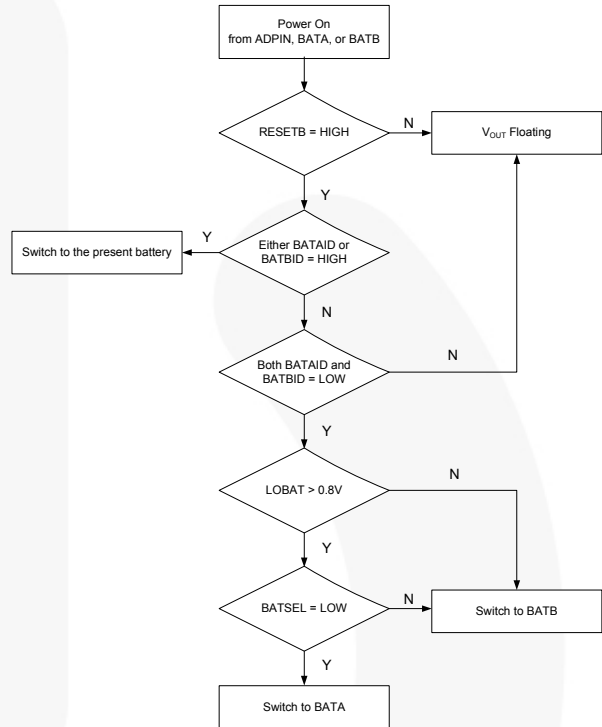 Power On
from ADPIN, BATA, or BATB
RESETB = HIGH
N
VOUT Floating
Y
Y
Either BATAID or
BATBID = HIGH
Switch to the present battery
N
Both BATAID and
BATBID = LOW
N
Y
LOBAT > 0.8V
N
Y
BATSEL = LOW
N
Switch to BATB
Y
Switch to BATA